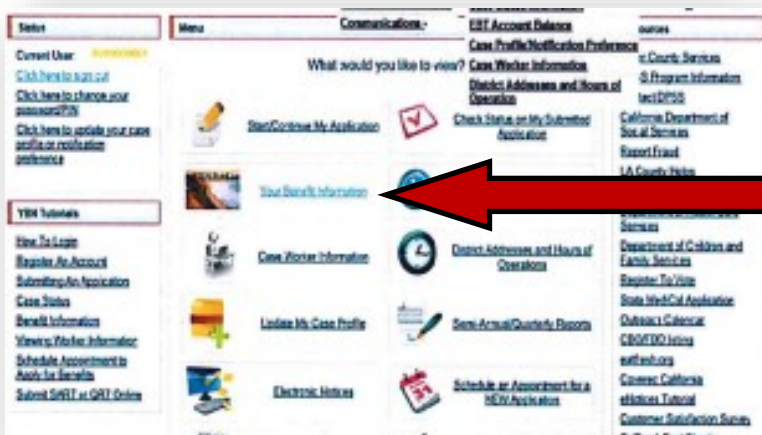 Communications -
EBT Account Balance
Case Profile/Notification Preference
Case Worker Information
District Addresses and Hours of
Operation
Status
Current User
Click here to sign out
Click here to change your
password/PIN
Click here to update your case
profile or notification
preference
YBN Tutorials
How To Login
Register An Account
Submitting An Application
Case Status
Benefit Information
Viewing Worker Information
Schedule Appointment to
Apply for Benefits
Submit SAR7 or QR7 Online
Menu
What would you like to view?
Start/Continue My Application
Check Status on My Submitted
Application
Your Benefit Information
Case Worker Information
District Addresses and Hours of
Operations
Update My Case Profile
Semi-Annual/Quarterly Reports
Electronic Notices
Schedule an Appointment for a
NEW Application
ources
County Services
S Program Information
tact DPSS
California Department of
Social Services
Report Fraud
LA County Helps
Services
Department of Children and
Family Services
Register To Vote
State Medi-Cal Application
Outreach Calendar
CBO/FBO listing
eatfresh.org
Covered California
eNotices Tutorial
Customer Satisfaction Survey